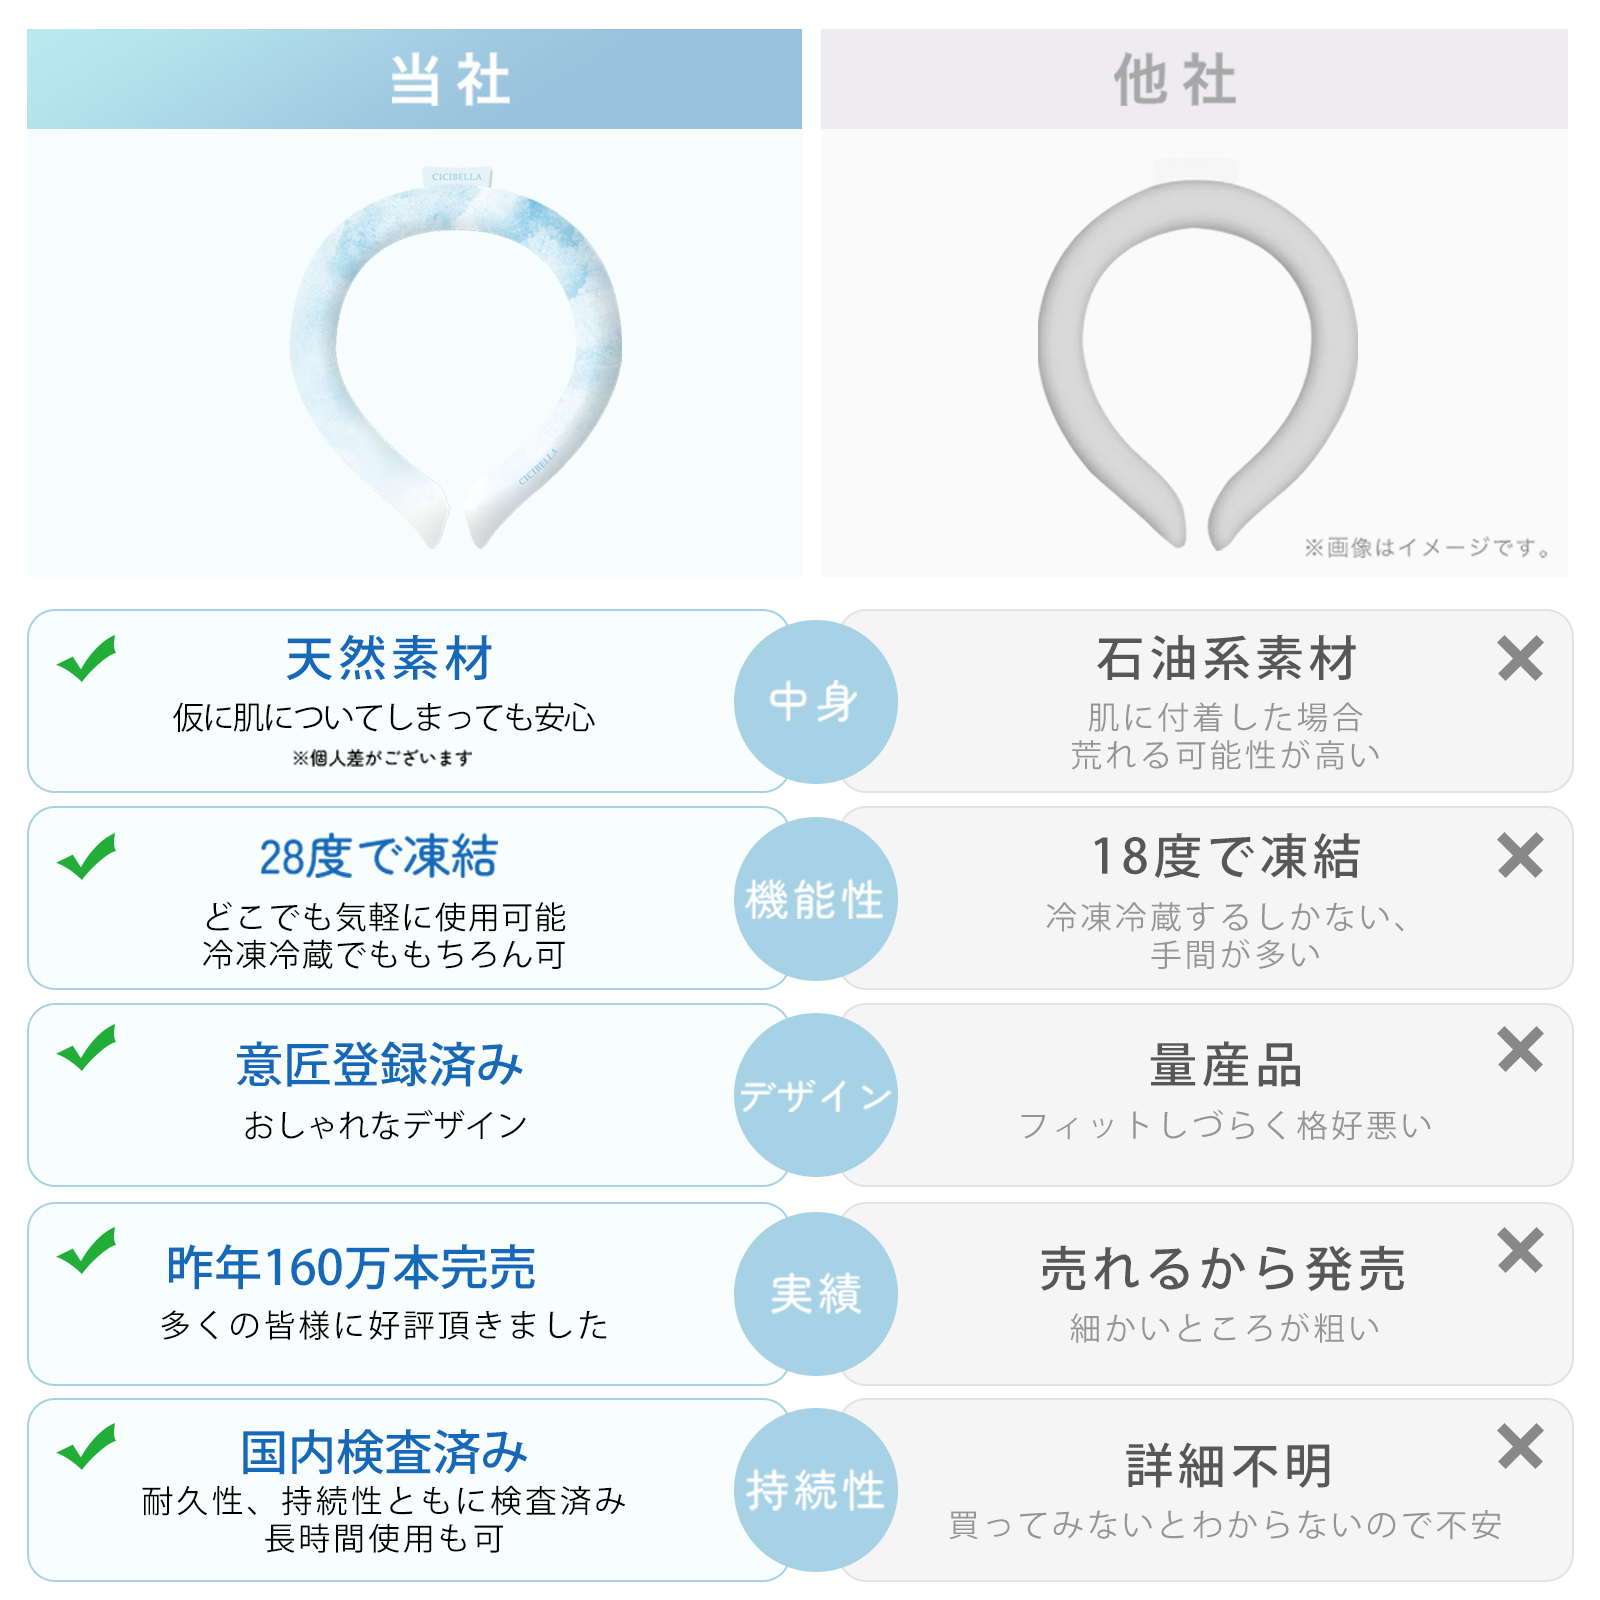 当社
他社
CICIBELLA
CICIBELLA
※画像はイメージです。
天然素材
仮に肌についてしまっても安心
※個人差がございます
中身
石油系素材
肌に付着した場合
荒れる可能性が高い
28度で凍結
どこでも気軽に使用可能
冷凍冷蔵でももちろん可
機能性
18度で凍結
冷凍冷蔵するしかない、
手間が多い
意匠登録済み
おしゃれなデザイン
デザイン
量産品
フィットしづらく格好悪い
昨年160万本完売
多くの皆様に好評頂きました
実績
売れるから発売
細かいところが粗い
国内検査済み
耐久性、持続性ともに検査済み
長時間使用も可
持続性
詳細不明
買ってみないとわからないので不安